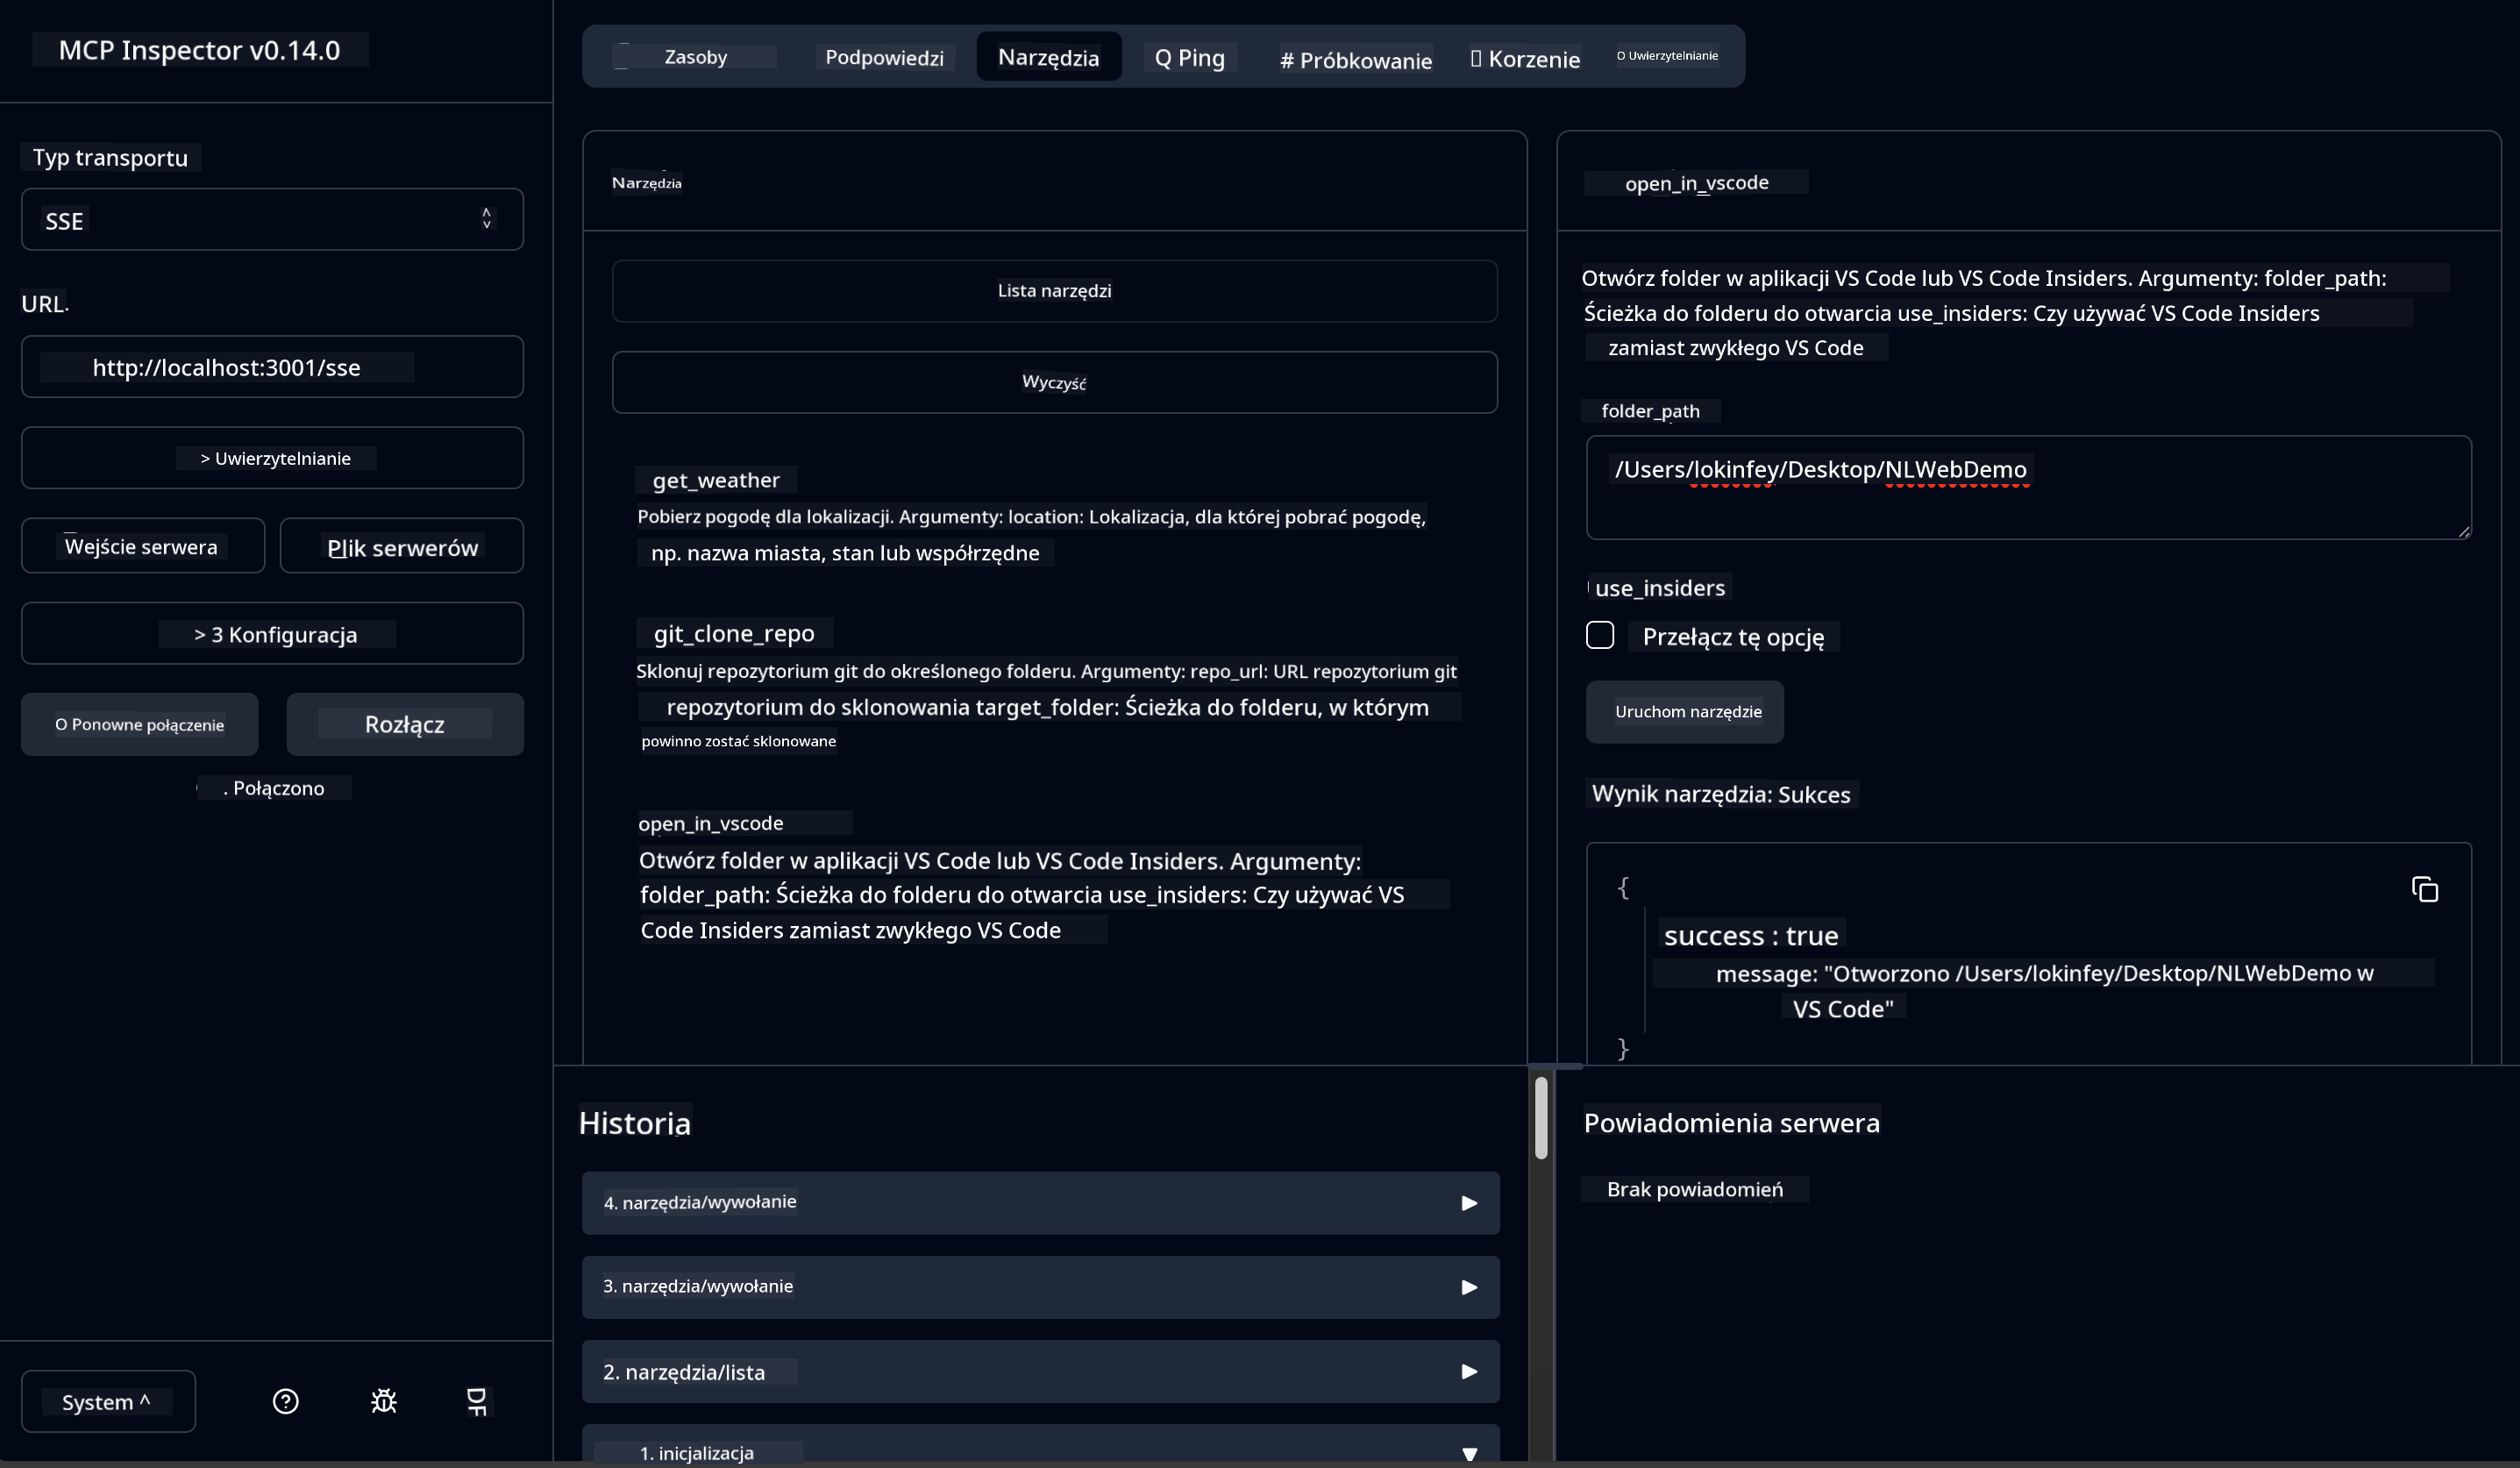 MCP Inspector v0.14.0
Typ transportu
SSE
URL.
http://localhost:3001/sse
> Uwierzytelnianie
Wejście serwera
Plik serwerów
> 3 Konfiguracja
O Ponowne połączenie
Rozłącz
. Połączono
System ^
Zasoby
Podpowiedzi
Narzędzia
Q Ping
# Próbkowanie
Korzenie
O Uwierzytelnianie
Narzędzia
Lista narzędzi
Wyczyść
get_weather
Pobierz pogodę dla lokalizacji. Argumenty: location: Lokalizacja, dla której pobrać pogodę,
np. nazwa miasta, stan lub współrzędne
git_clone_repo
Sklonuj repozytorium git do określonego folderu. Argumenty: repo_url: URL repozytorium git
repozytorium do sklonowania target_folder: Ścieżka do folderu, w którym
powinno zostać sklonowane
open_in_vscode
Otwórz folder w aplikacji VS Code lub VS Code Insiders. Argumenty:
folder_path: Ścieżka do folderu do otwarcia use_insiders: Czy używać VS
Code Insiders zamiast zwykłego VS Code
open_in_vscode
Otwórz folder w aplikacji VS Code lub VS Code Insiders. Argumenty: folder_path:
Ścieżka do folderu do otwarcia use_insiders: Czy używać VS Code Insiders
zamiast zwykłego VS Code
folder_path
/Users/lokinfey/Desktop/NLWebDemo
use_insiders
Przełącz tę opcję
Uruchom narzędzie
Wynik narzędzia: Sukces
{
success : true
message: "Otworzono /Users/lokinfey/Desktop/NLWebDemo w
VS Code"
}
Historia
4. narzędzia/wywołanie
3. narzędzia/wywołanie
2. narzędzia/lista
1. inicjalizacja
Powiadomienia serwera
Brak powiadomień